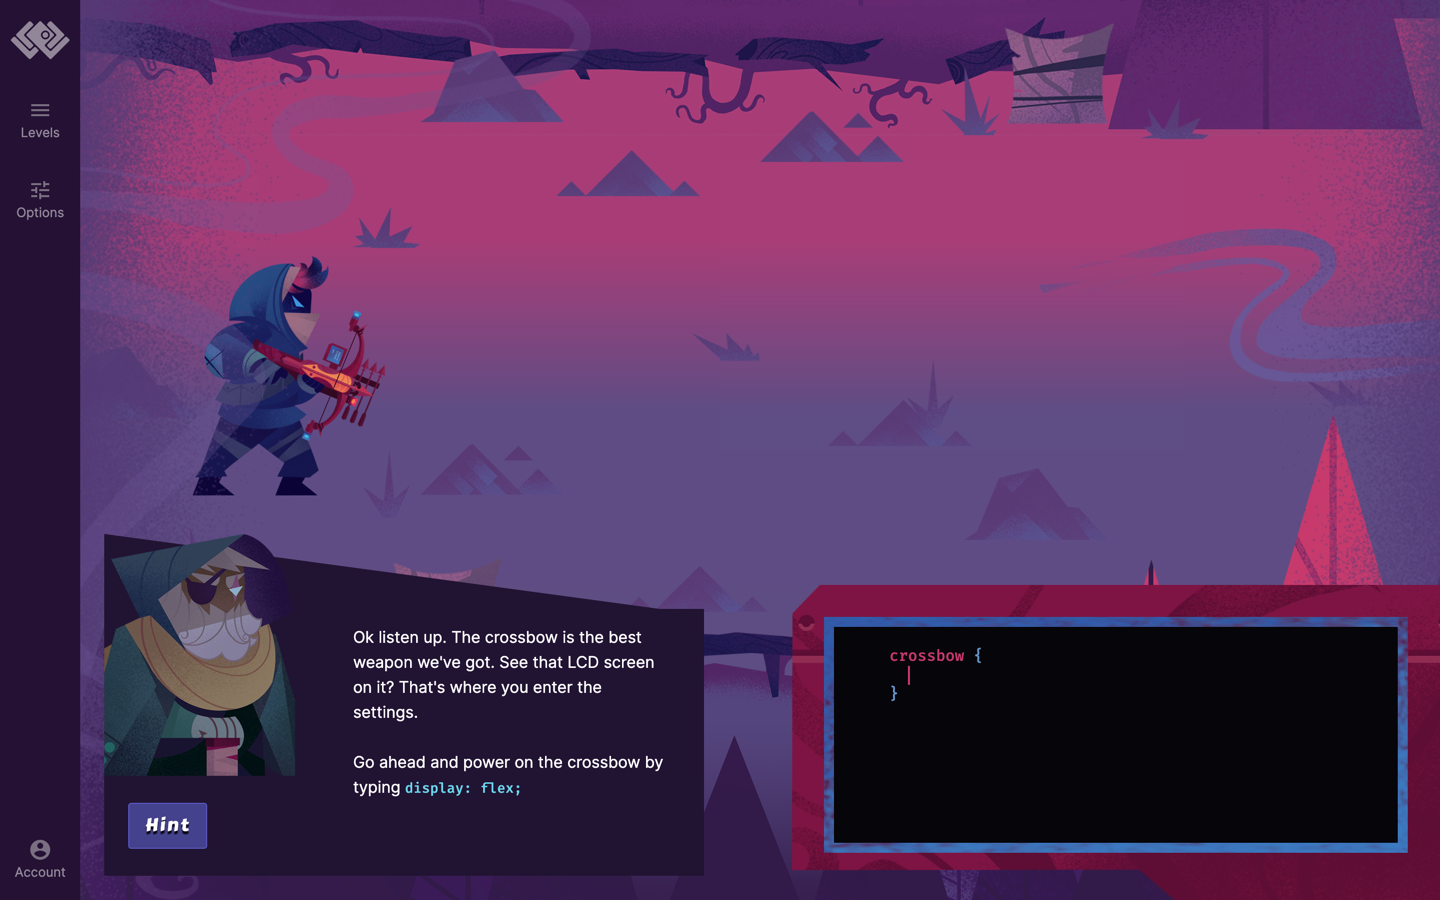 Levels
Options
Ok listen up. The crossbow is the best
weapon we've got. See that LCD screen
on it? That's where you enter the
settings.
Go ahead and power on the crossbow by
typing display: flex;
Hint
crossbow {
}
Account